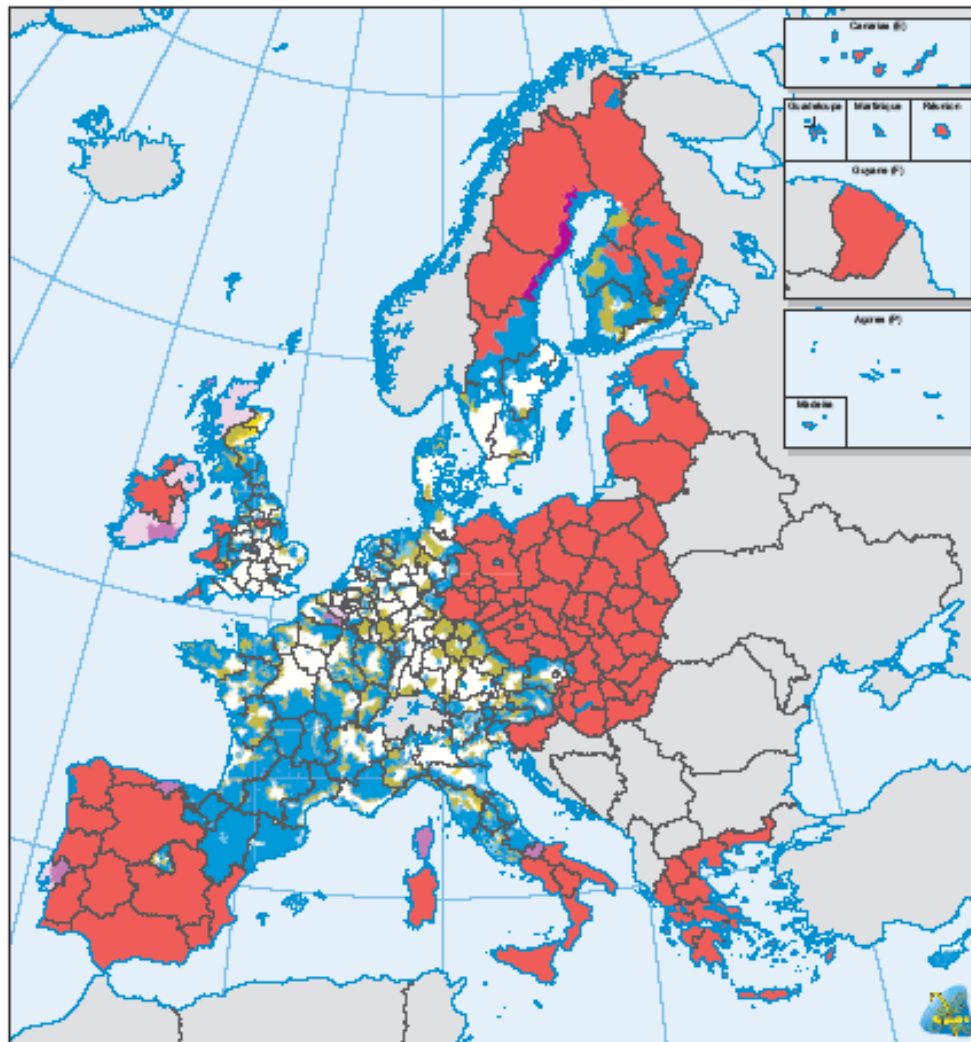 Canarias (E)
Guadeloupe
Martinique
Réunion
Guyane (F)
Açores (P)
Madeira